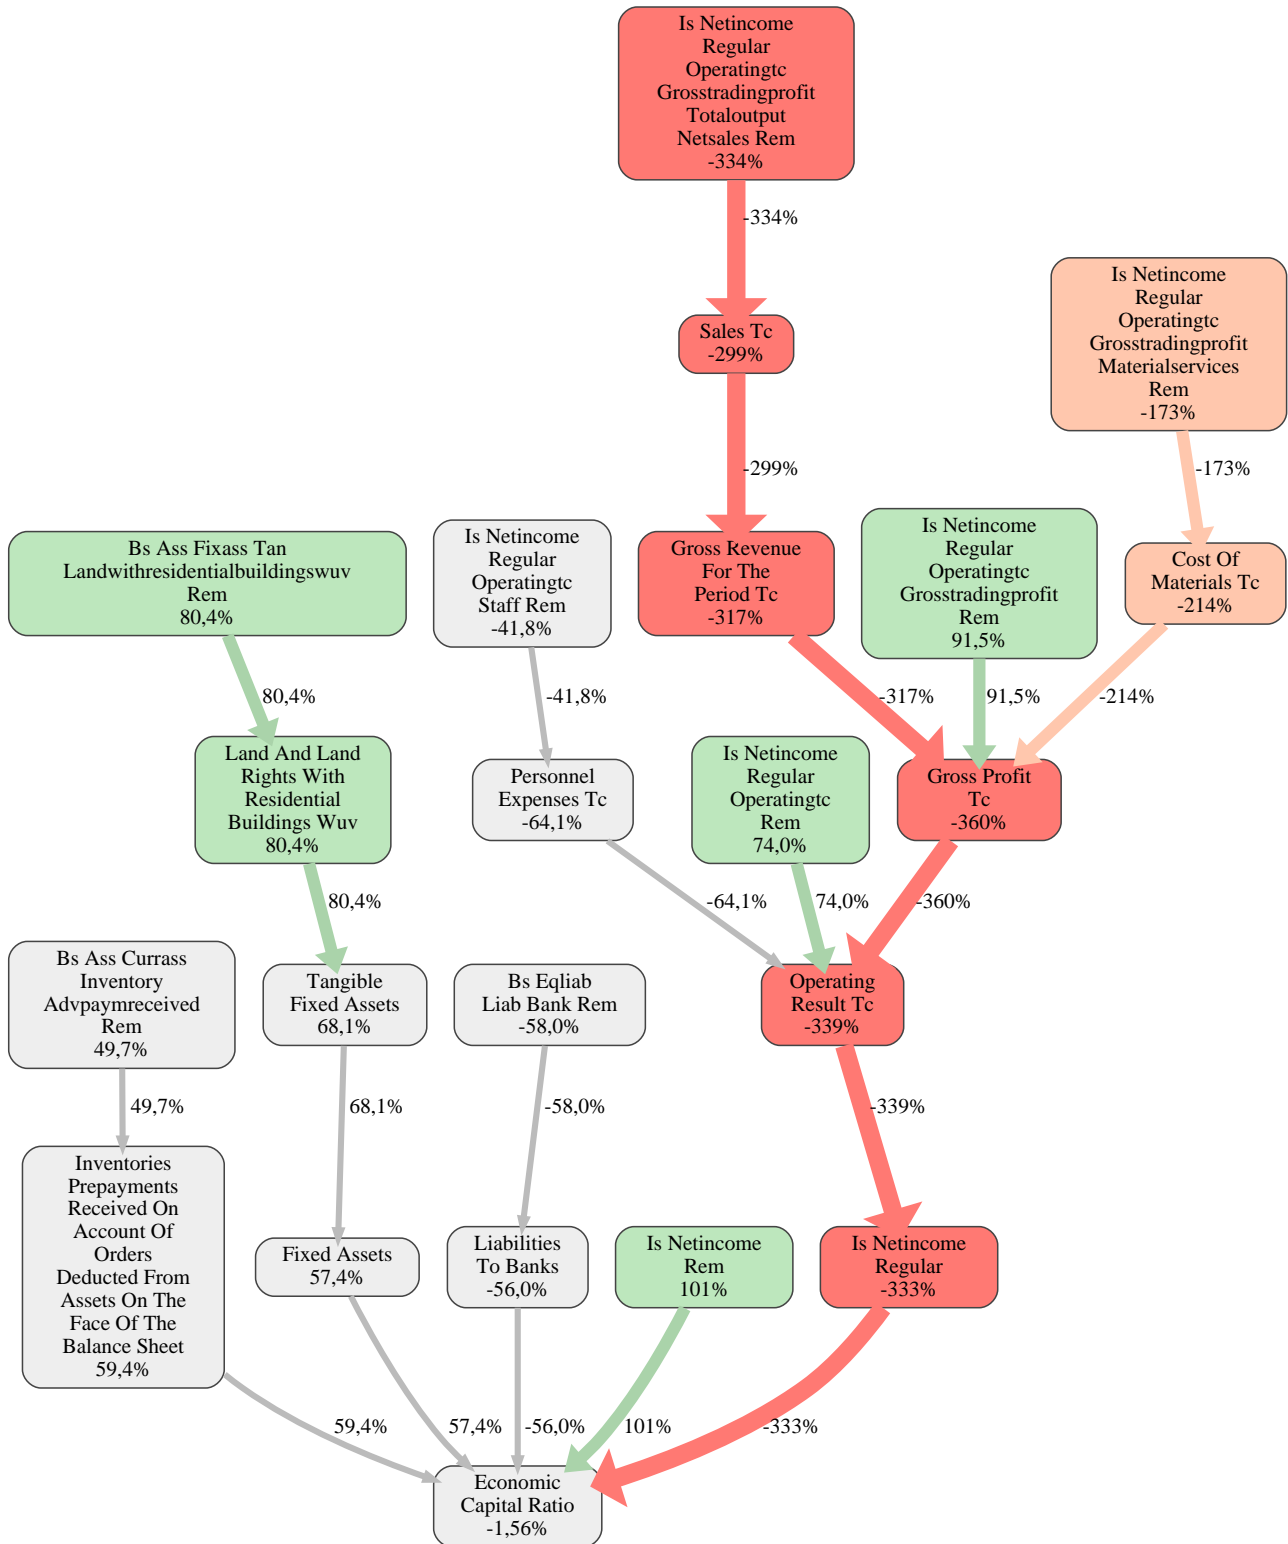 Is Netincome
Regular
Operatingtc
Grosstradingprofit
Totaloutput
Netsales Rem
-334%
-334%
Is Netincome
Regular
Operatingtc
Grosstradingprofit
Materialservices
Rem
-173%
Sales Tc
-299%
-299%
-173%
Bs Ass Fixass Tan
Landwithresidentialbuildingswuv
Rem
80,4%
Is Netincome
Regular
Operatingtc
Staff Rem
-41,8%
Gross Revenue
For The
Period Tc
-317%
Is Netincome
Regular
Operatingtc
Grosstradingprofit
Rem
91,5%
Cost Of
Materials Tc
-214%
80,4%
-41,8%
-317%
91,5%
-214%
Land And Land
Rights With
Residential
Buildings Wuv
80,4%
Personnel
Expenses Tc
-64,1%
Is Netincome
Regular
Operatingtc
Rem
74,0%
Gross Profit
Tc
-360%
80,4%
-64,1%
74,0%
-360%
Bs Ass Currass
Inventory
Advpaymreceived
Rem
49,7%
Tangible
Fixed Assets
68,1%
Bs Eqliab
Liab Bank Rem
-58,0%
Operating
Result Tc
-339%
49,7%
68,1%
-58,0%
-339%
Inventories
Prepayments
Received On
Account Of
Orders
Deducted From
Assets On The
Face Of The
Balance Sheet
59,4%
Fixed Assets
57,4%
Liabilities
To Banks
-56,0%
Is Netincome
Rem
101%
Is Netincome
Regular
-333%
59,4%
57,4%
-56,0%
101%
-333%
Economic
Capital Ratio
-1,56%